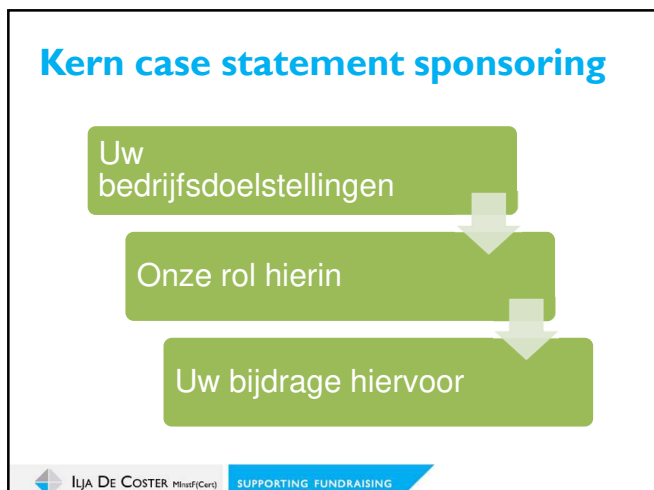 Kern case statement sponsoring
Uw
bedrijfsdoelstellingen
Onze rol hierin
Uw bijdrage hiervoor
ILJA DE COSTER MInstF(Cert) SUPPORTING FUNDRAISING